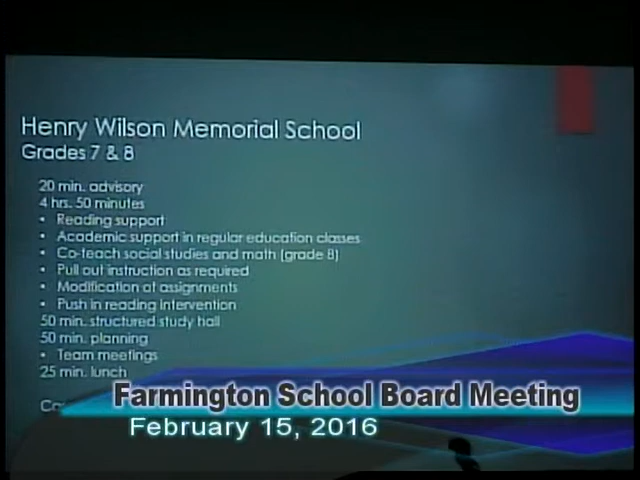 Henry Wilson Memorial School
Grades 7 & 8
20 min. advisory
4 hrs. 50 minutes
• Reading support
• Academic support in regular education classes
• Co-teach social studies and math (grade 8)
• Pull out instruction as required
• Modification of assignments
• Push in reading intervention
50 min. structured study hall
50 min. planning
• Team meetings
25 min. lunch
Farmington School Board Meeting
February 15, 2016